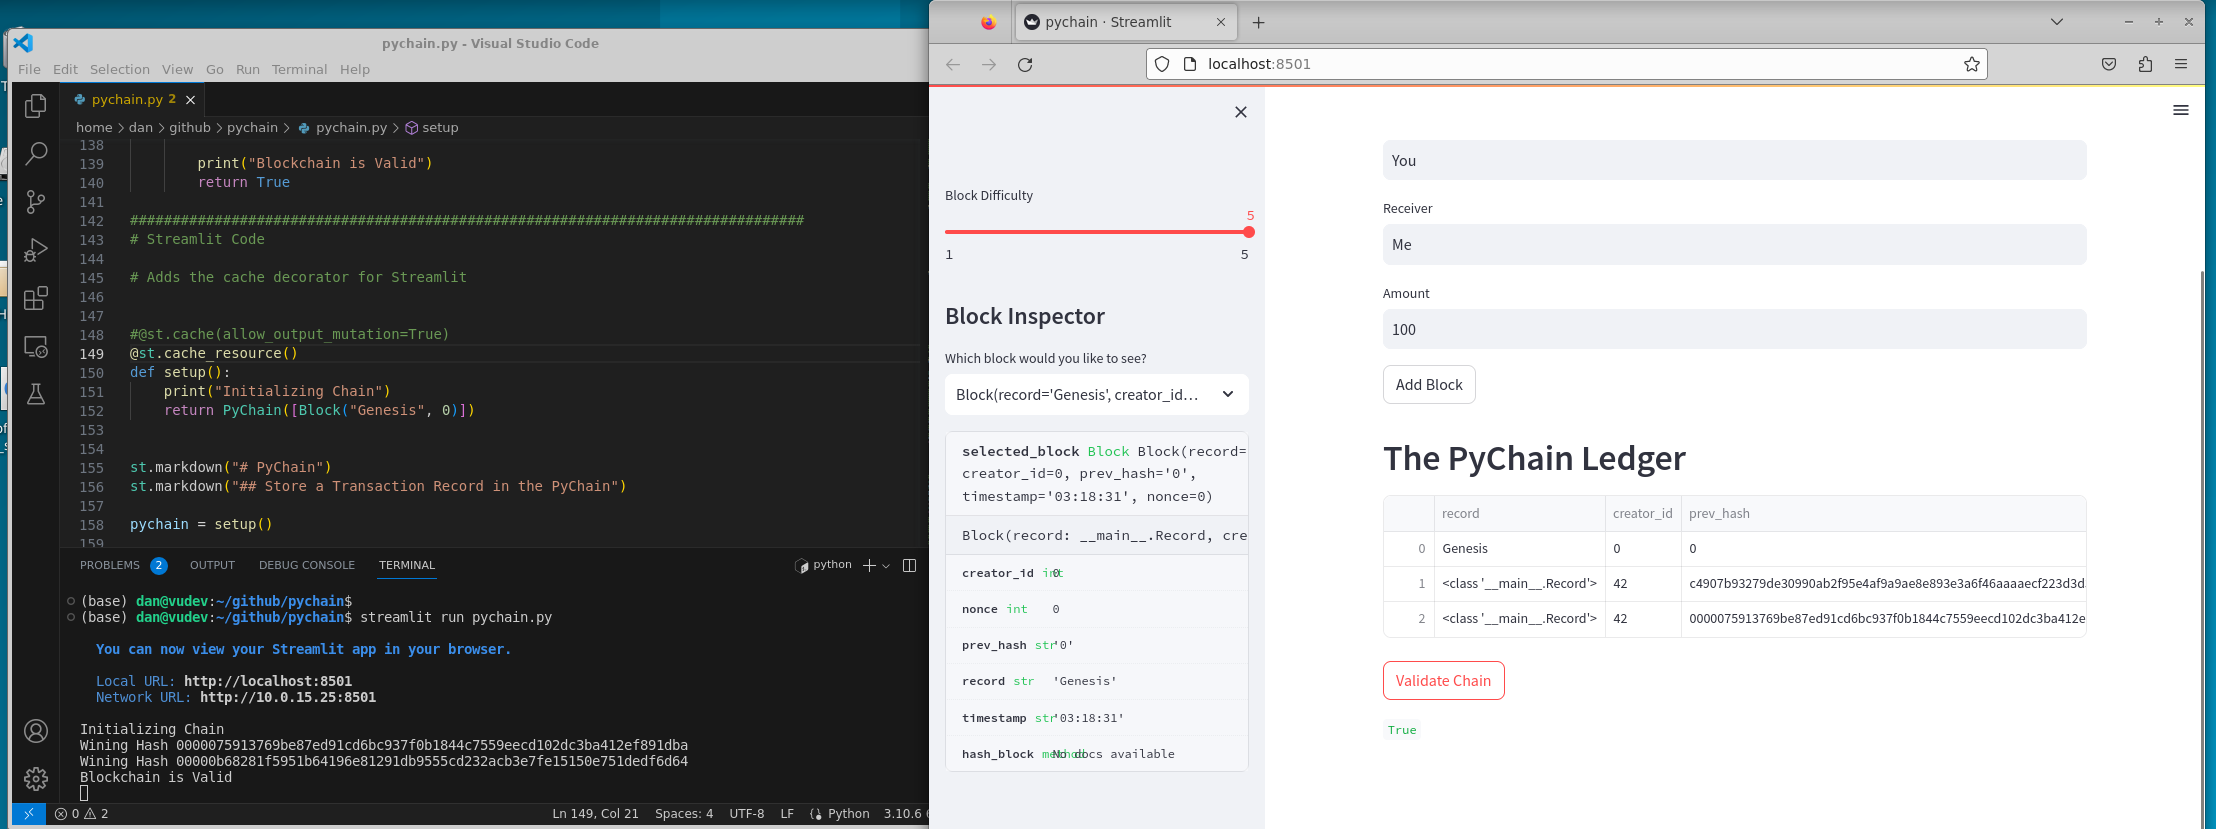 pychain.py - Visual Studio Code
File Edit Selection View Go Run Terminal Help
pychain.py 2
home > dan > github > pychain > pychain.py > setup
138
139 print("Blockchain is Valid")
140 return True
141
142 ################################################################################
143 # Streamlit Code
144
145 # Adds the cache decorator for Streamlit
146
147
148 #@st.cache(allow_output_mutation=True)
149 @st.cache_resource()
150 def setup():
151 print("Initializing Chain")
152 return PyChain([Block("Genesis", 0)])
153
154
155 st.markdown("# PyChain")
156 st.markdown("## Store a Transaction Record in the PyChain")
157
158 pychain = setup()
159
PROBLEMS 2 OUTPUT DEBUG CONSOLE TERMINAL python
(base) dan@vudev:~/github/pychain$
(base) dan@vudev:~/github/pychain$ streamlit run pychain.py
You can now view your Streamlit app in your browser.
Local URL: http://localhost:8501
Network URL: http://10.0.15.25:8501
Initializing Chain
Wining Hash 0000075913769be87ed91cd6bc937f0b1844c7559eecd102dc3ba412ef891dba
Wining Hash 00000b68281f5951b64196e81291db9555cd232acb3e7fe15150e751dedf6d64
Blockchain is Valid
0 2 Ln 149, Col 21 Spaces: 4 UTF-8 LF Python 3.10.6
pychain · Streamlit
localhost:8501
Block Difficulty
5
1 5
Block Inspector
Which block would you like to see?
Block(record='Genesis', creator_id...
selected_block Block Block(record=
creator_id=0, prev_hash='0',
timestamp='03:18:31', nonce=0)
Block(record: __main__.Record, cre
creator_id int 0
nonce int 0
prev_hash str '0'
record str 'Genesis'
timestamp str '03:18:31'
hash_block method No docs available
You
Receiver
Me
Amount
100
Add Block
The PyChain Ledger
record creator_id prev_hash
0 Genesis 0 0
1 <class '__main__.Record'> 42 c4907b93279de30990ab2f95e4af9a9ae8e893e3a6f46aaaaecf223d3d
2 <class '__main__.Record'> 42 0000075913769be87ed91cd6bc937f0b1844c7559eecd102dc3ba412e
Validate Chain
True